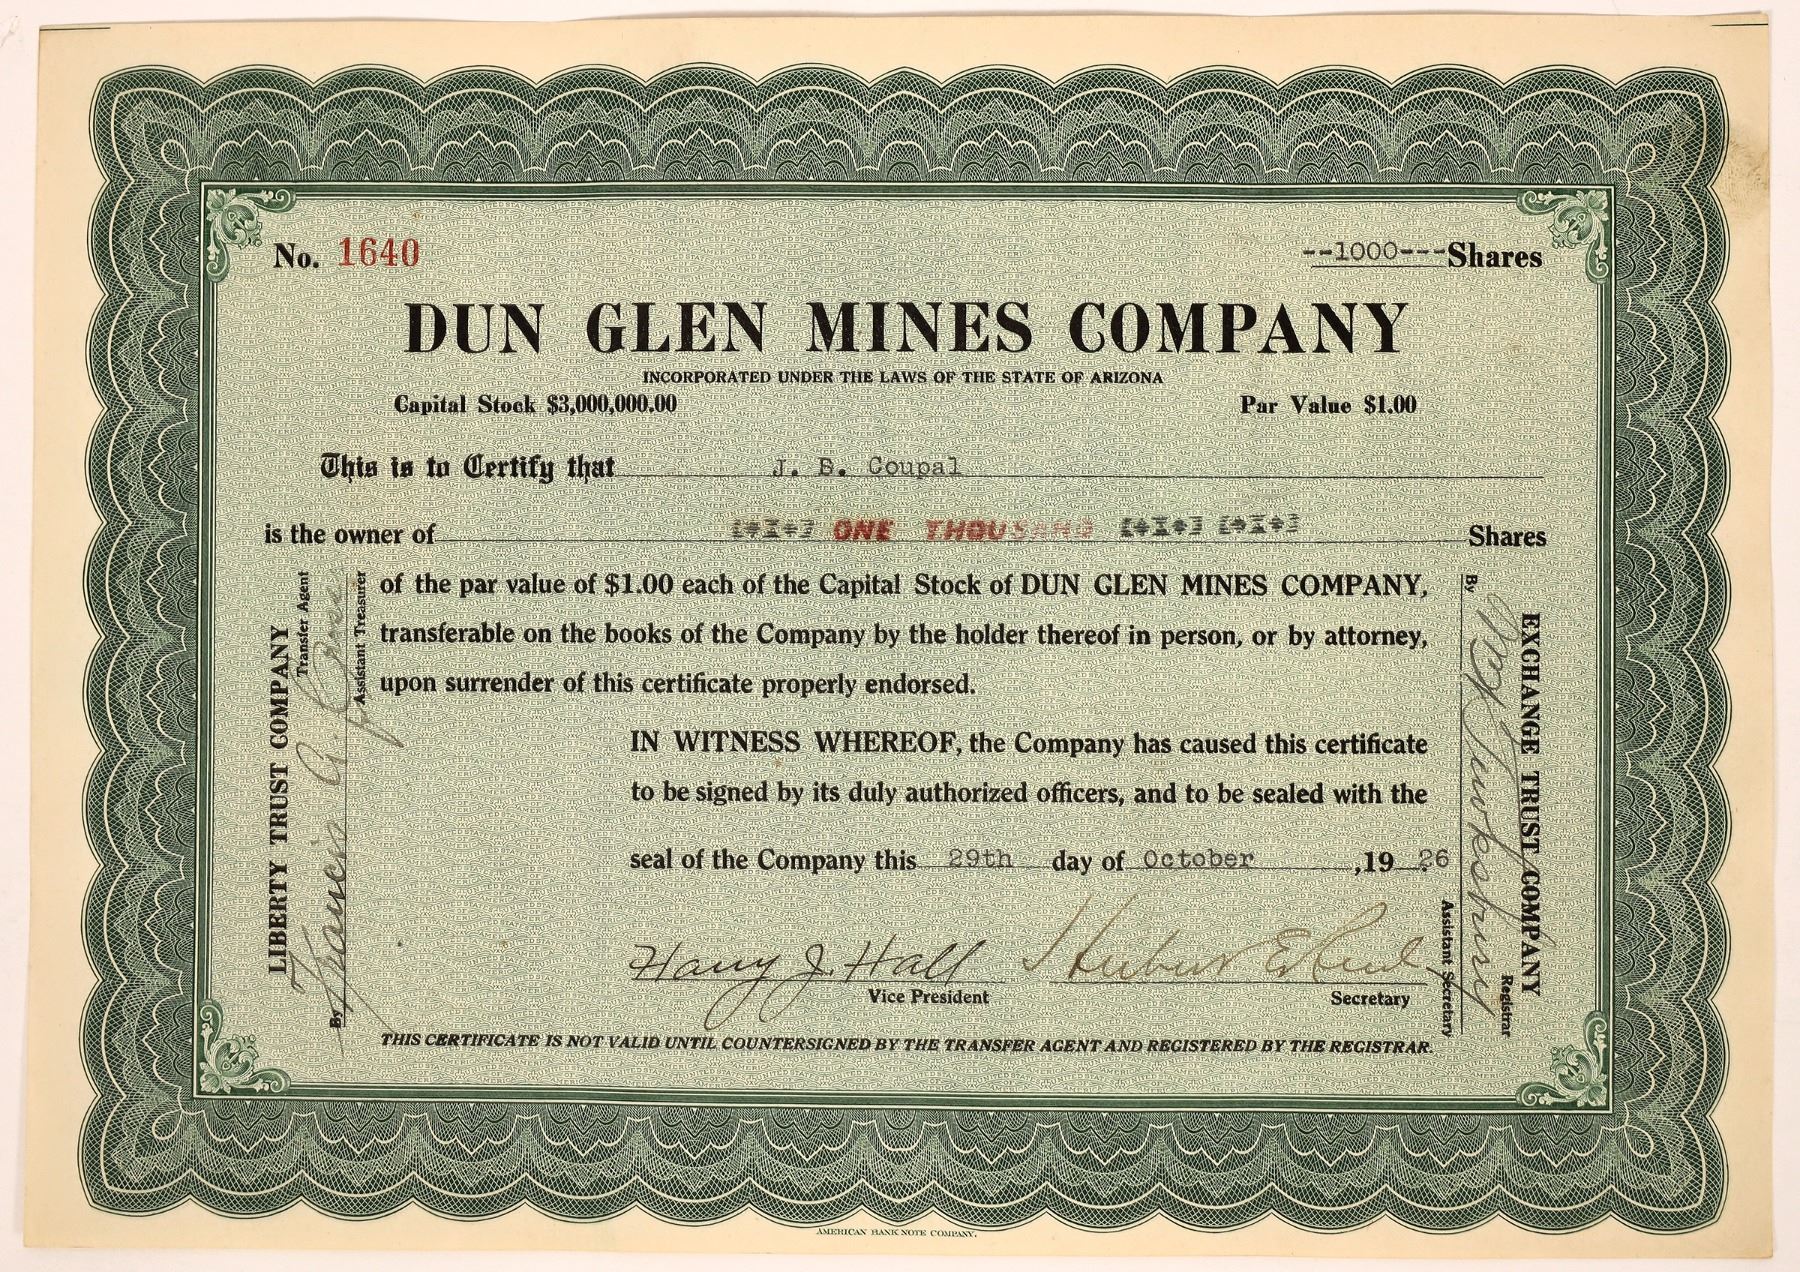 No. 1640
--1000--- Shares
DUN GLEN MINES COMPANY
INCORPORATED UNDER THE LAWS OF THE STATE OF ARIZONA
Capital Stock $3,000,000.00
Par Value $1.00
This is to Certify that J. B. Coupal
is the owner of ONE THOUSAND Shares
of the par value of $1.00 each of the Capital Stock of DUN GLEN MINES COMPANY,
transferable on the books of the Company by the holder thereof in person, or by attorney,
upon surrender of this certificate properly endorsed.
IN WITNESS WHEREOF, the Company has caused this certificate
to be signed by its duly authorized officers, and to be sealed with the
seal of the Company this 29th day of October ,19 26
Harry J. Hall
Vice President
Secretary
THIS CERTIFICATE IS NOT VALID UNTIL COUNTERSIGNED BY THE TRANSFER AGENT AND REGISTERED BY THE REGISTRAR.
LIBERTY TRUST COMPANY
Transfer Agent
By Francis A.
Assistant Treasurer
EXCHANGE TRUST COMPANY
Registrar
By
Assistant Secretary
AMERICAN BANK NOTE COMPANY.